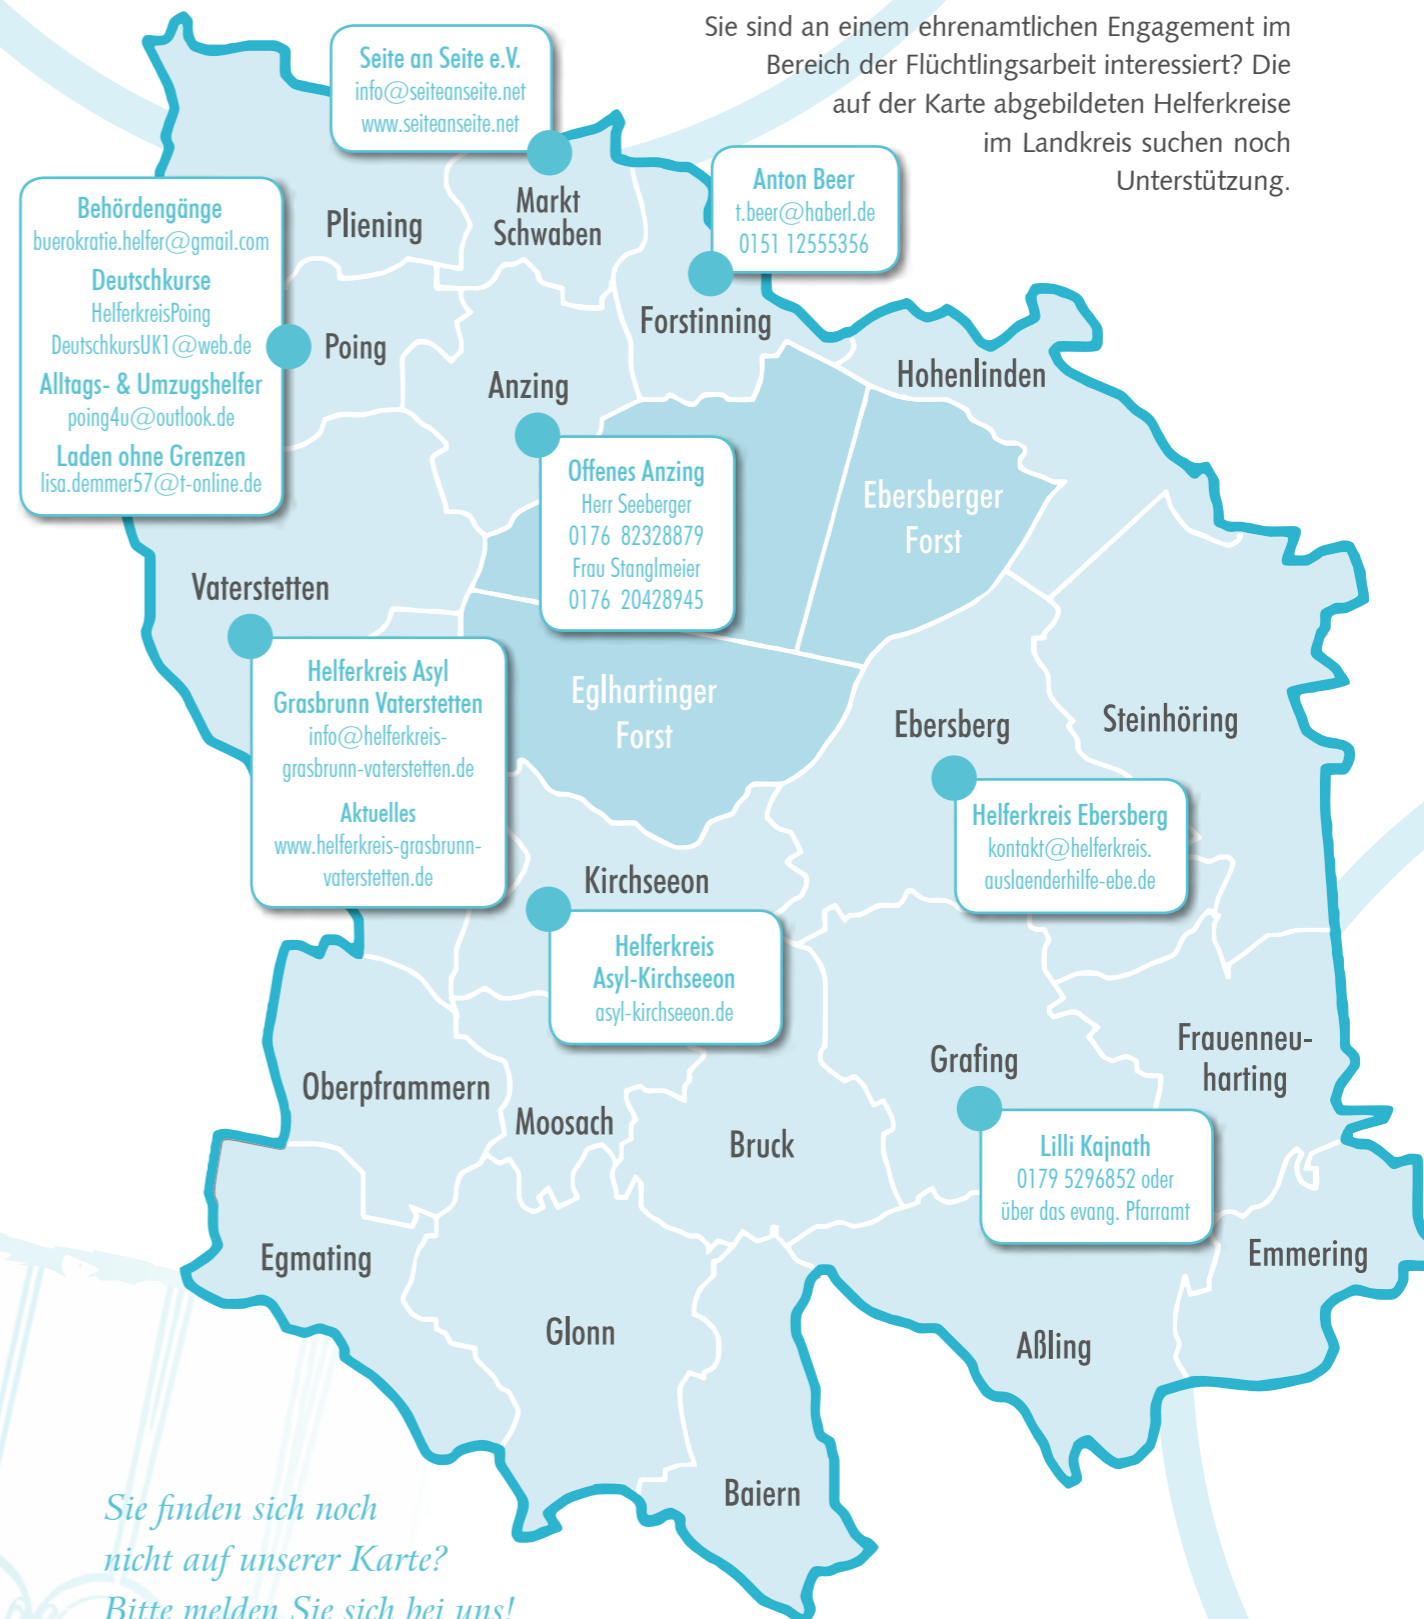 Sie sind an einem ehrenamtlichen Engagement im
Bereich der Flüchtlingsarbeit interessiert? Die
auf der Karte abgebildeten Helferkreise
im Landkreis suchen noch
Unterstützung.
Seite an Seite e.V.
info@seiteanseite.net
www.seiteanseite.net
Markt
Schwaben
Pliening
Anton Beer
t.beer@haberl.de
0151 12555356
Forstinning
Behördengänge
buerokratie.helfer@gmail.com
Deutschkurse
HelferkreisPoing
DeutschkursUK1@web.de
Alltags- & Umzugshelfer
poing4u@outlook.de
Laden ohne Grenzen
lisa.demmer57@t-online.de
Poing
Anzing
Hohenlinden
Offenes Anzing
Herr Seeberger
0176 82328879
Frau Stanglmeier
0176 20428945
Ebersberger
Forst
Vaterstetten
Helferkreis Asyl
Grasbrunn Vaterstetten
info@helferkreis-
grasbrunn-vaterstetten.de
Aktuelles
www.helferkreis-grasbrunn-
vaterstetten.de
Eglhartinger
Forst
Ebersberg
Steinhöring
Helferkreis Ebersberg
kontakt@helferkreis.
auslaenderhilfe-ebe.de
Kirchseeon
Helferkreis
Asyl-Kirchseeon
asyl-kirchseeon.de
Oberpframmern
Moosach
Bruck
Grafing
Frauenneu-
harting
Lilli Kajnath
0179 5296852 oder
über das evang. Pfarramt
Egmating
Glonn
Emmering
Aßling
Baiern
Sie finden sich noch
nicht auf unserer Karte?
Bitte melden Sie sich bei uns!